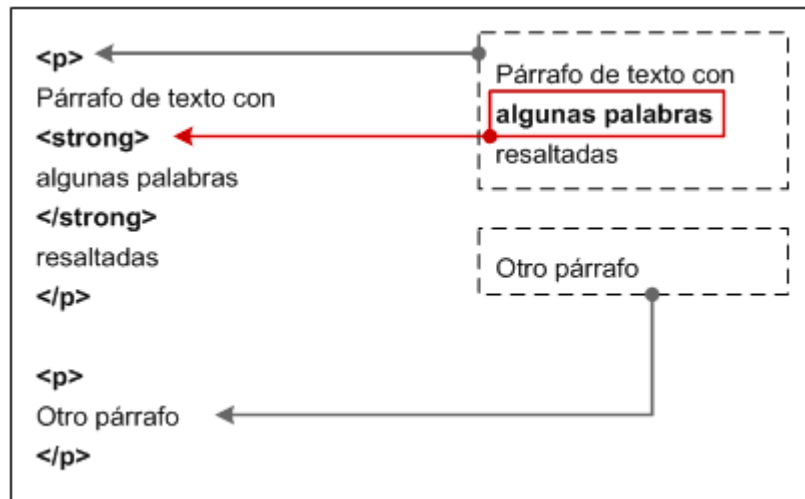 <p>
Párrafo de texto con
<strong>
algunas palabras
</strong>
resaltadas
</p>
<p>
Otro párrafo
</p>
Párrafo de texto con
algunas palabras
resaltadas
Otro párrafo